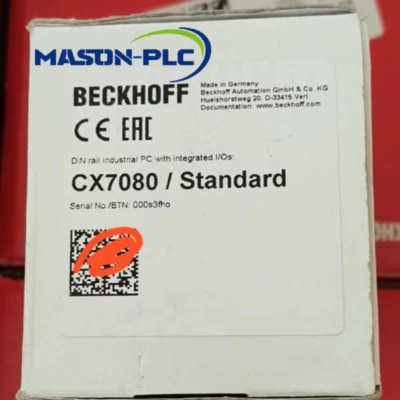 MASON-PLC
BECKHOFF
Made in Germany
Beckhoff Automation GmbH & Co. KG
Huelshorstweg 20, D-33415 Verl
Documentation: www.beckhoff.com
CE EAC
DIN rail industrial PC with integrated I/Os:
CX7080 / Standard
Serial No./BTN: 000s3fho